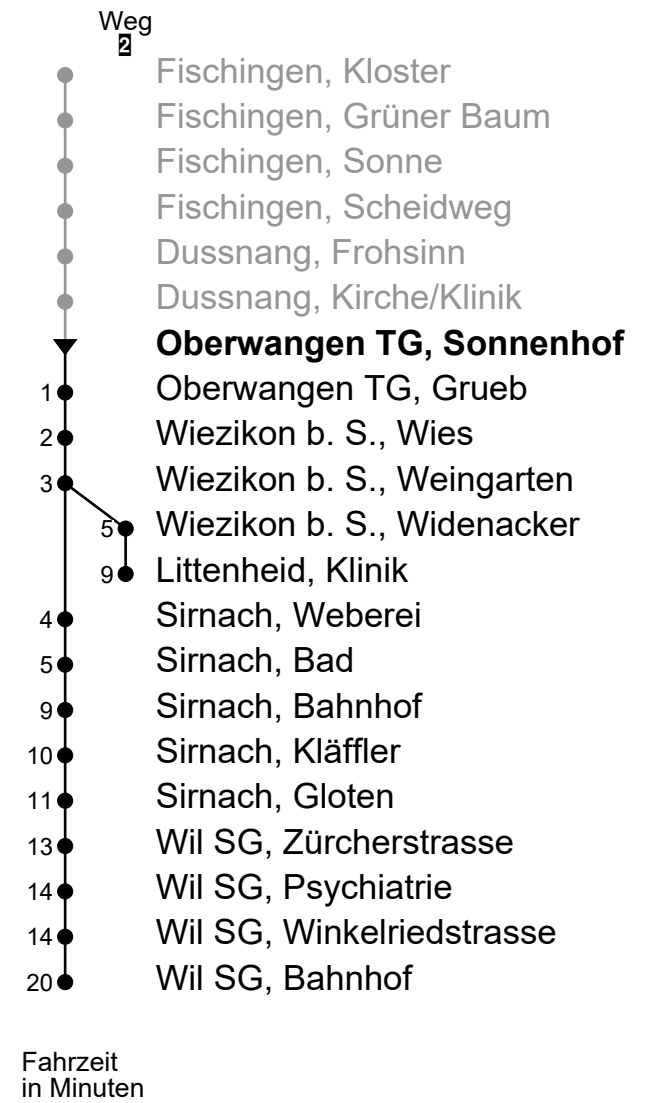 Weg
2
Fischingen, Kloster
Fischingen, Grüner Baum
Fischingen, Sonne
Fischingen, Scheidweg
Dussnang, Frohsinn
Dussnang, Kirche/Klinik
Oberwangen TG, Sonnenhof
1 Oberwangen TG, Grueb
2 Wiezikon b. S., Wies
3 Wiezikon b. S., Weingarten
5 Wiezikon b. S., Widenacker
9 Littenheid, Klinik
4 Sirnach, Weberei
5 Sirnach, Bad
9 Sirnach, Bahnhof
10 Sirnach, Kläffler
11 Sirnach, Gloten
13 Wil SG, Zürcherstrasse
14 Wil SG, Psychiatrie
14 Wil SG, Winkelriedstrasse
20 Wil SG, Bahnhof
Fahrzeit
in Minuten